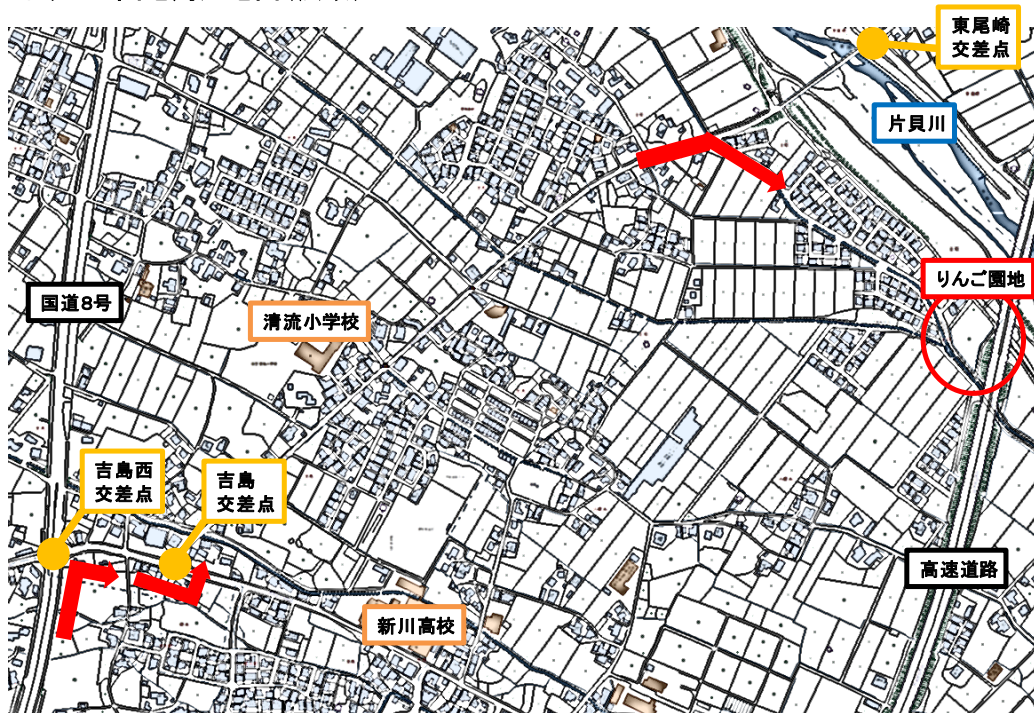 東尾崎
交差点
片貝川
りんご園地
国道8号
清流小学校
吉島西
交差点
吉島
交差点
高速道路
新川高校